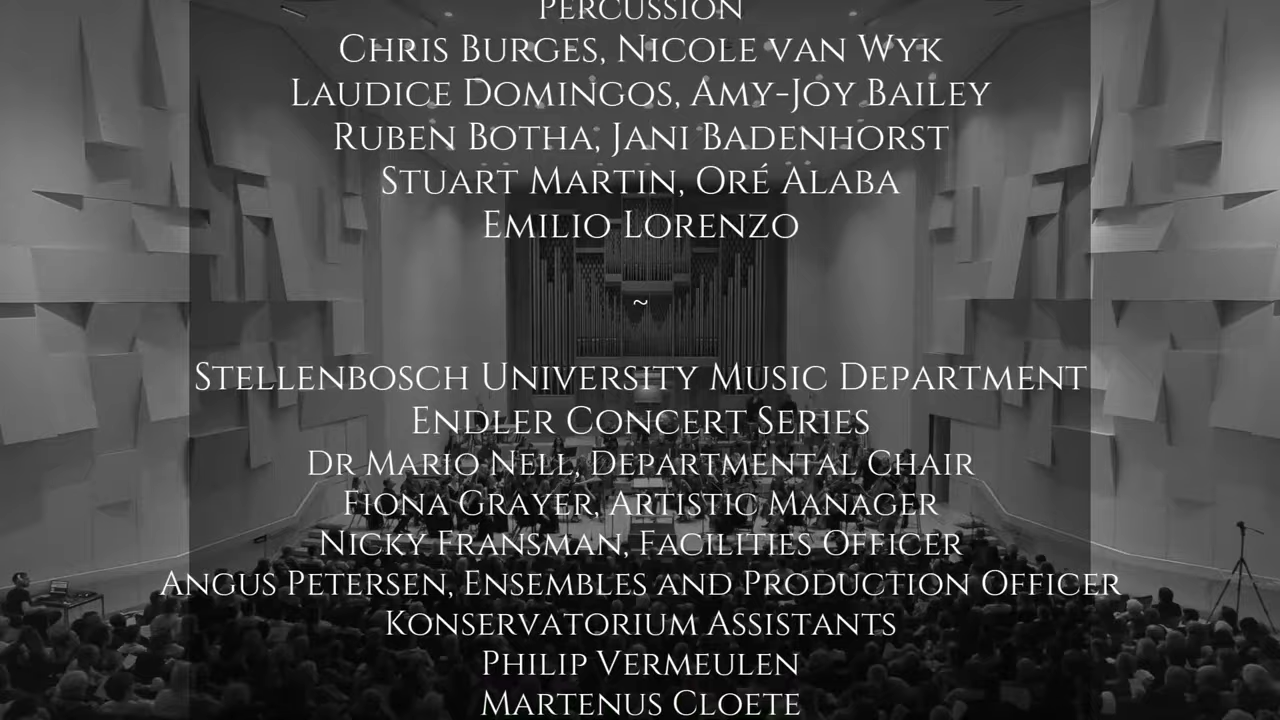 Percussion
Chris Burges, Nicole van Wyk
Laudice Domingos, Amy-Joy Bailey
Ruben Botha, Jani Badenhorst
Stuart Martin, Oré Alaba
Emilio Lorenzo
~
Stellenbosch University Music Department
Endler Concert Series
Dr Mario Nell, Departmental Chair
Fiona Grayer, Artistic Manager
Nicky Fransman, Facilities Officer
Angus Petersen, Ensembles and Production Officer
Konservatorium Assistants
Philip Vermeulen
Martenus Cloete